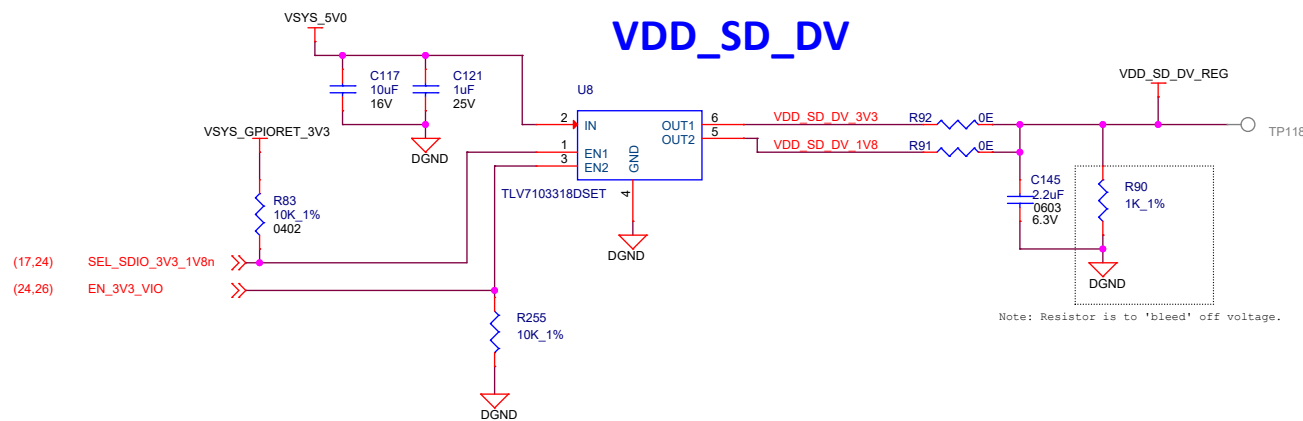 VDD_SD_DV
VSYS_5V0
C117
10uF
16V
C121
1uF
25V
DGND
VSYS_GPIORET_3V3
R83
10K_1%
0402
U8
2
IN
1
EN1
3
EN2
GND
4
OUT1
6
OUT2
5
TLV7103318DSET
DGND
VDD_SD_DV_3V3
R92
0E
VDD_SD_DV_1V8
R91
0E
VDD_SD_DV_REG
TP118
C145
2.2uF
0603
6.3V
R90
1K_1%
DGND
Note: Resistor is to 'bleed' off voltage.
(17,24) SEL_SDIO_3V3_1V8n
(24,26) EN_3V3_VIO
R255
10K_1%
DGND